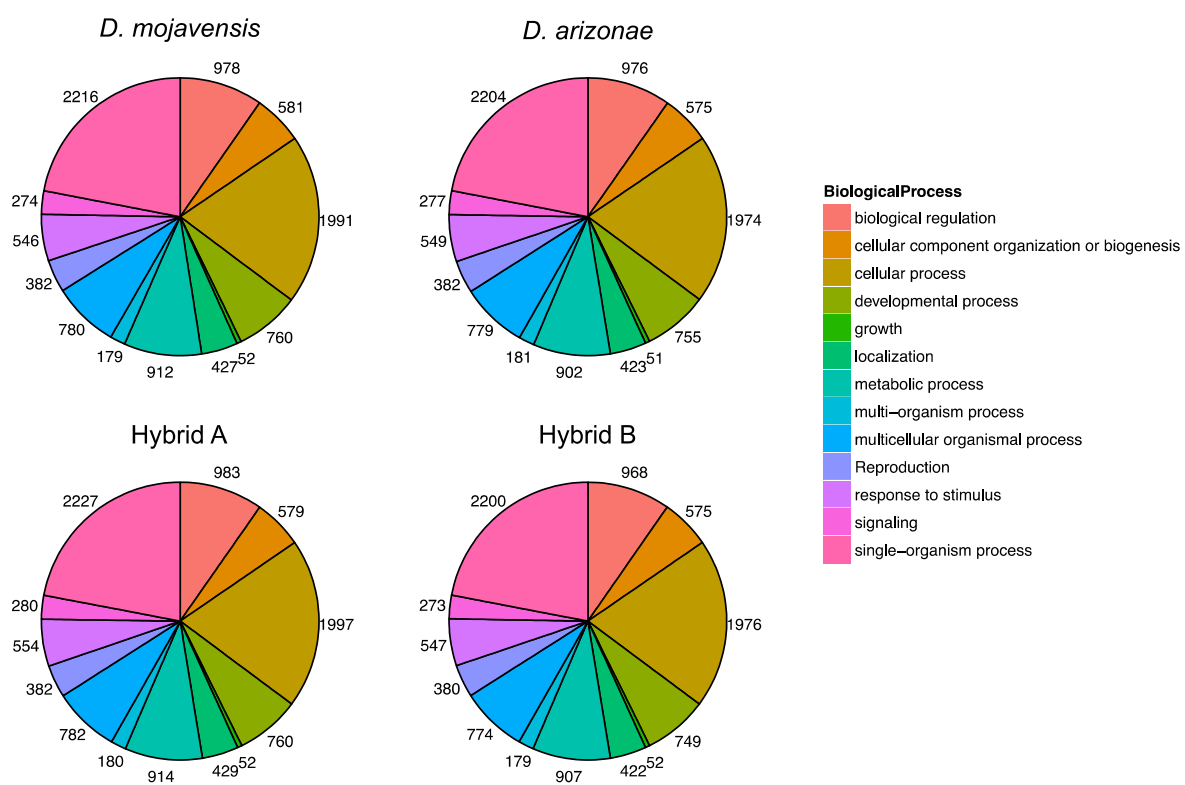 D. mojavensis
978
581
1991
760
52
427
912
179
780
382
546
274
2216
D. arizonae
976
575
1974
755
51
423
902
181
779
382
549
277
2204
Hybrid A
983
579
1997
760
52
429
914
180
782
382
554
280
2227
Hybrid B
968
575
1976
749
52
422
907
179
774
380
547
273
2200
BiologicalProcess
biological regulation
cellular component organization or biogenesis
cellular process
developmental process
growth
localization
metabolic process
multi−organism process
multicellular organismal process
Reproduction
response to stimulus
signaling
single−organism process